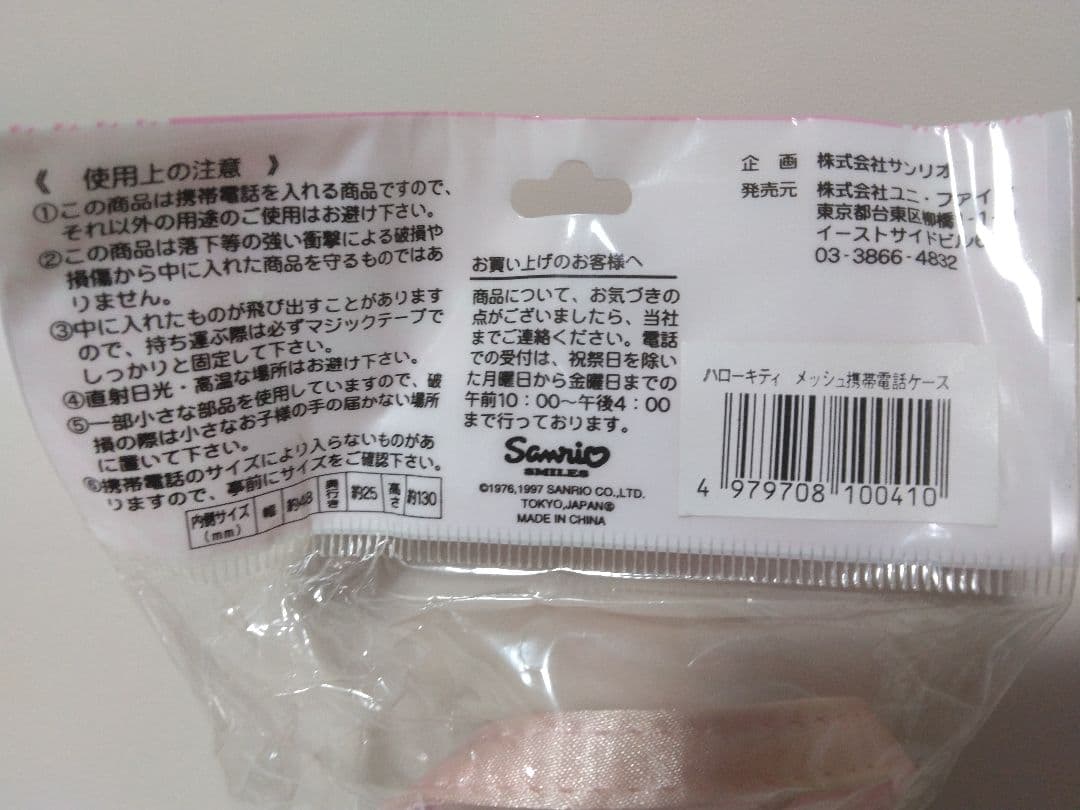 《 使用上の注意 》
①この商品は携帯電話を入れる商品ですので、
それ以外の用途のご使用はお避け下さい。
②この商品は落下等の強い衝撃による破損や
損傷から中に入れた商品を守るものではあ
りません。
③中に入れたものが飛び出すことがあります
ので、持ち運ぶ際は必ずマジックテープで
しっかりと固定して下さい。
④直射日光・高温な場所はお避け下さい。
⑤一部小さな部品を使用していますので、破
損の際は小さなお子様の手の届かない場所
に置いて下さい。
⑥携帯電話のサイズにより入らないものがあ
りますので、事前にサイズをご確認下さい。
内側サイズ(mm) 幅 約48 奥行き 約25 高さ 約130
お買い上げのお客様へ
商品について、お気づきの
点がございましたら、当社
までご連絡ください。電話
での受付は、祝祭日を除い
た月曜日から金曜日までの
午前10:00〜午後4:00
まで行っております。
Sanrio
SMILES
©1976,1997 SANRIO CO.,LTD.
TOKYO,JAPAN®
MADE IN CHINA
企 画 株式会社サンリオ
発売元 株式会社ユニ・ファイ
東京都台東区柳橋
イーストサイドビル
03-3866-4832
ハローキティ メッシュ携帯電話ケース
4 979708 100410